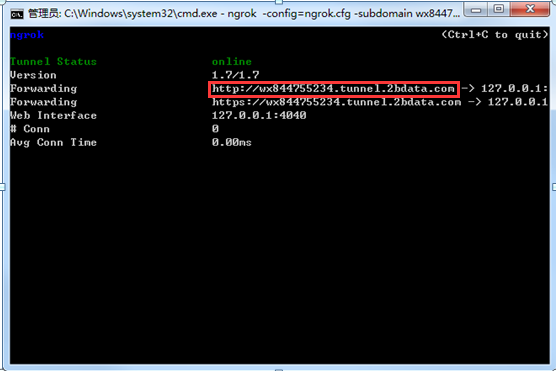 管理员: C:\Windows\system32\cmd.exe - ngrok -config=ngrok.cfg -subdomain wx8447...
ngrok (Ctrl+C to quit)
Tunnel Status online
Version 1.7/1.7
Forwarding http://wx844755234.tunnel.2bdata.com -> 127.0.0.1:
Forwarding https://wx844755234.tunnel.2bdata.com -> 127.0.0.1
Web Interface 127.0.0.1:4040
# Conn 0
Avg Conn Time 0.00ms